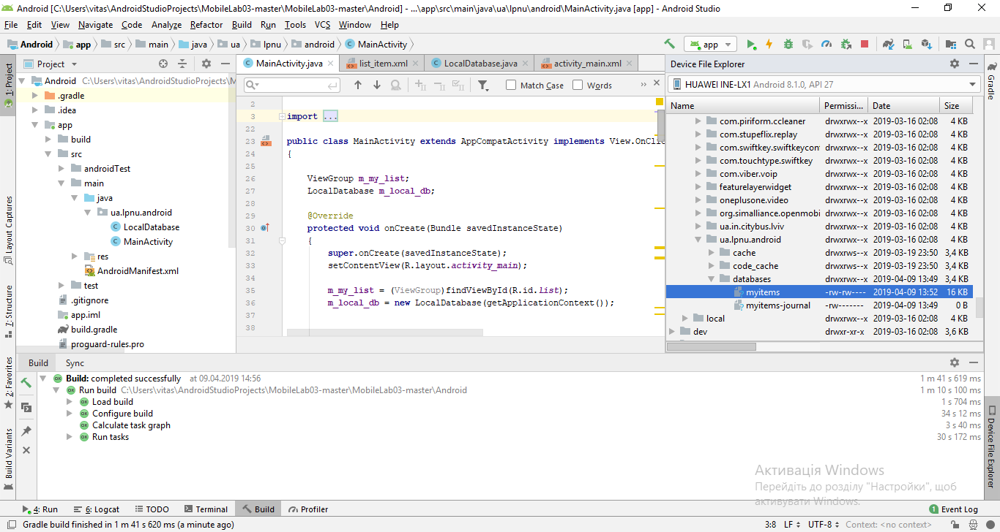 Android [C:\Users\vitas\AndroidStudioProjects\MobileLab03-master\MobileLab03-master\Android] - ...\app\src\main\java\ua\lpnu\android\MainActivity.java [app] - Android Studio
File Edit View Navigate Code Analyze Refactor Build Run Tools VCS Window Help
Android app src main java ua lpnu android MainActivity app
1: Project
Layout Captures
7: Structure
2: Favorites
Build Variants
Project
Android C:\Users\vitas\AndroidStudioProjects\M
.gradle
.idea
app
build
src
androidTest
main
java
ua.lpnu.android
LocalDatabase
MainActivity
res
AndroidManifest.xml
test
.gitignore
app.iml
build.gradle
proguard-rules.pro
MainActivity.java list_item.xml LocalDatabase.java activity_main.xml
Match Case Words
2
3 import ...
22
23 public class MainActivity extends AppCompatActivity implements View.OnClic
24 {
25
26 ViewGroup m_my_list;
27 LocalDatabase m_local_db;
28
29 @Override
30 protected void onCreate(Bundle savedInstanceState)
31 {
32 super.onCreate(savedInstanceState);
33 setContentView(R.layout.activity_main);
34
35 m_my_list = (ViewGroup)findViewById(R.id.list);
36 m_local_db = new LocalDatabase(getApplicationContext());
37
38
Device File Explorer
HUAWEI INE-LX1 Android 8.1.0, API 27
Name Permissi... Date Size
com.piriform.ccleaner drwxrwx--x 2019-03-16 02:08 4 KB
com.stupeflix.replay drwxrwx--x 2019-03-16 02:08 4 KB
com.swiftkey.swiftkeycon drwxrwx--x 2019-03-16 02:08 4 KB
com.touchtype.swiftkey drwxrwx--x 2019-03-16 02:08 4 KB
com.viber.voip drwxrwx--x 2019-03-16 02:08 4 KB
featurelayerwidget drwxrwx--x 2019-03-16 02:08 4 KB
oneplusone.video drwxrwx--x 2019-03-16 02:08 4 KB
org.simalliance.openmobi drwxrwx--x 2019-03-16 02:08 4 KB
ua.in.citybus.lviv drwxrwx--x 2019-03-16 02:08 4 KB
ua.lpnu.android drwxrwx--x 2019-03-16 02:08 4 KB
cache drwxrws--x 2019-03-19 23:50 3,4 KB
code_cache drwxrws--x 2019-03-19 23:50 3,4 KB
databases drwxrwx--x 2019-04-09 13:49 3,4 KB
myitems -rw-rw---- 2019-04-09 13:52 16 KB
myitems-journal -rw------- 2019-04-09 13:49 0 B
local drwxrwx--x 2019-03-16 02:08 4 KB
dev drwxr-xr-x 2019-03-16 02:08 3,6 KB
Gradle
Device File Explorer
Build Sync
Build: completed successfully at 09.04.2019 14:56 1 m 41 s 619 ms
Run build C:\Users\vitas\AndroidStudioProjects\MobileLab03-master\MobileLab03-master\Android 1 m 10 s 100 ms
Load build 1 s 704 ms
Configure build 34 s 12 ms
Calculate task graph 3 s 40 ms
Run tasks 30 s 172 ms
Активація Windows
Перейдіть до розділу "Настройки", щоб
активувати Windows.
4: Run 6: Logcat TODO Terminal Build Profiler 1 Event Log
Gradle build finished in 1 m 41 s 620 ms (a minute ago) 3:8 LF UTF-8 Context: <no context>